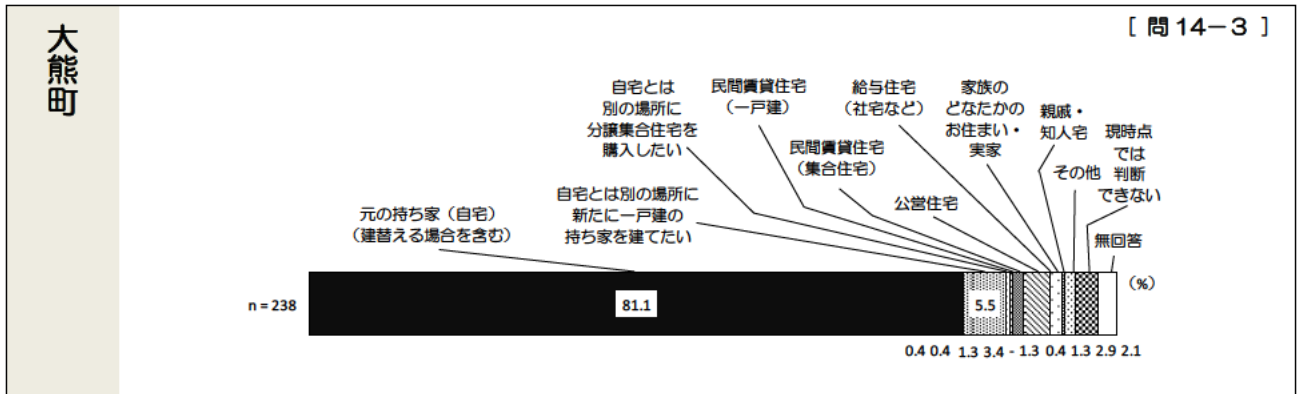 大熊町
[ 問14－3 ]
自宅とは
別の場所に
分譲集合住宅を
購入したい
民間賃貸住宅
（一戸建）
民間賃貸住宅
（集合住宅）
給与住宅
（社宅など）
家族の
どなたかの
お住まい・
実家
親戚・
知人宅
現時点
では
判断
できない
その他
元の持ち家（自宅）
（建替える場合を含む）
自宅とは別の場所に
新たに一戸建の
持ち家を建てたい
公営住宅
無回答
(%)
n = 238
81.1
5.5
0.4 0.4 1.3 3.4 - 1.3 0.4 1.3 2.9 2.1